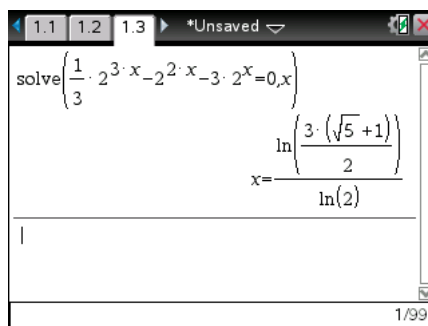 1.1 1.2 1.3 *Unsaved
solve(1/3·2^(3·x)−2^(2·x)−3·2^x=0,x)
x=ln(3·(√5+1)/2)/ln(2)
1/99